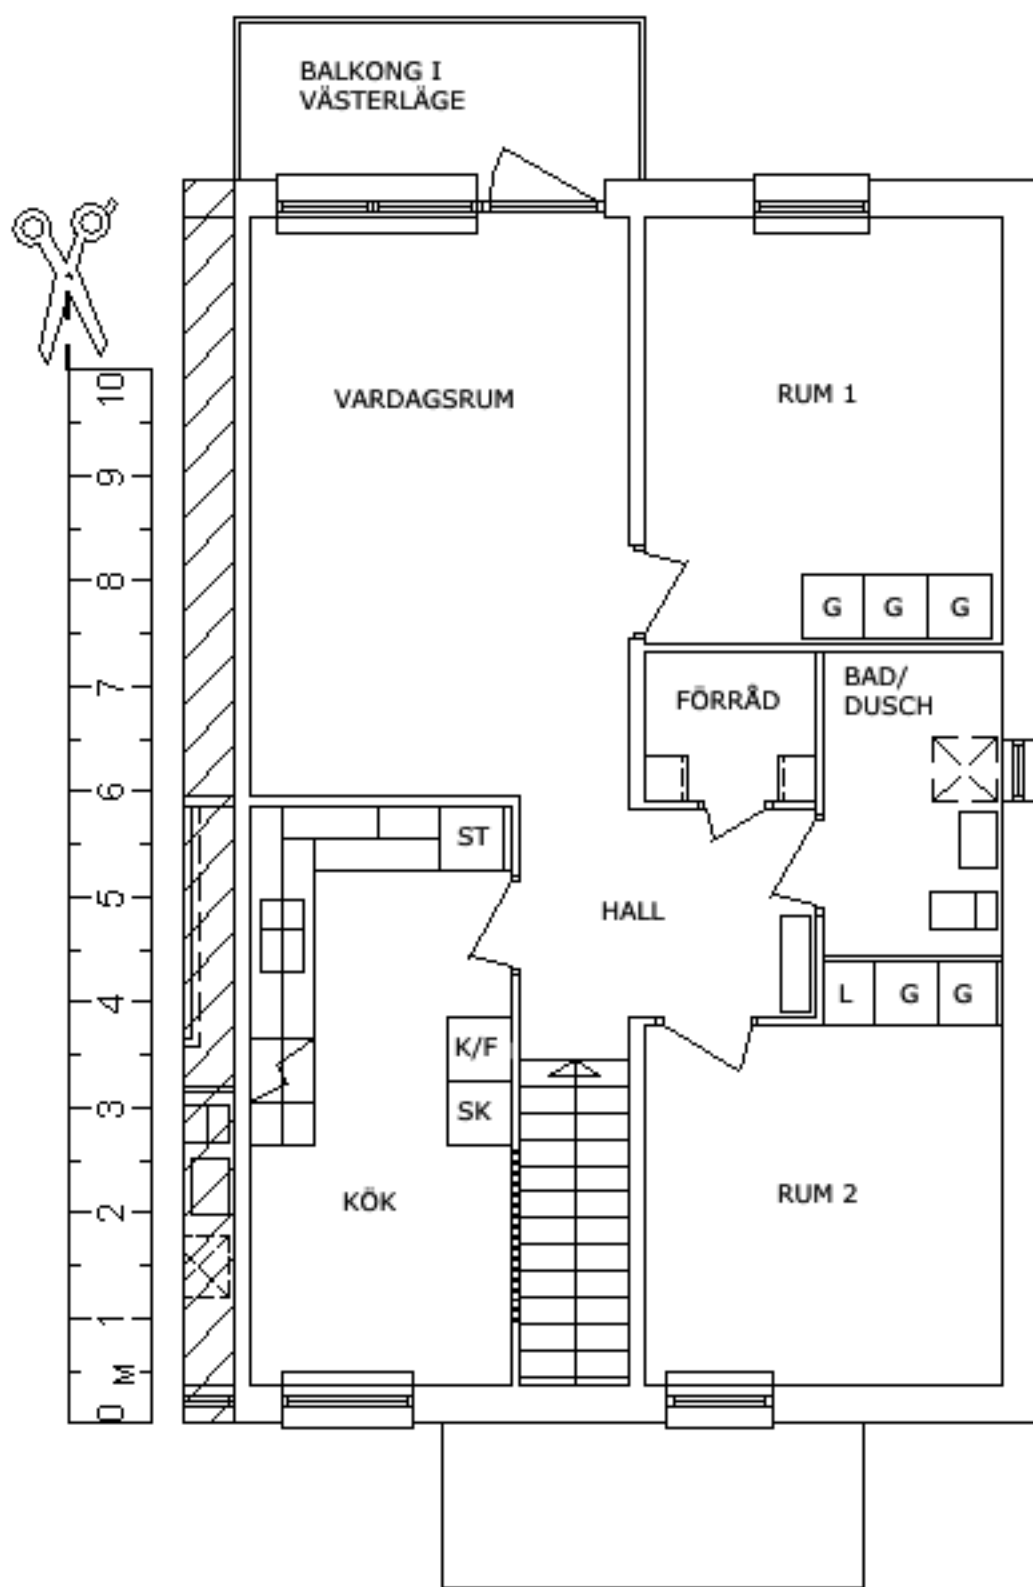 BALKONG I
VÄSTERLÄGE
VARDAGSRUM
RUM 1
G G G
FÖRRÅD
BAD/
DUSCH
ST
HALL
L G G
K/F
SK
KÖK
RUM 2
10
9
8
7
6
5
4
3
2
1
M
0